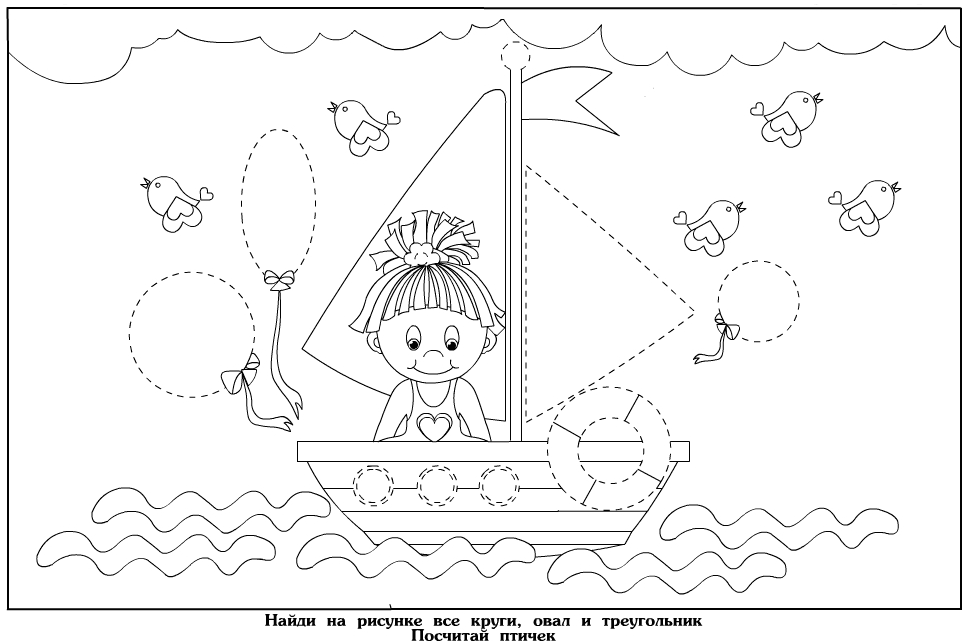 Найди на рисунке все круги, овал и треугольник
Посчитай птичек